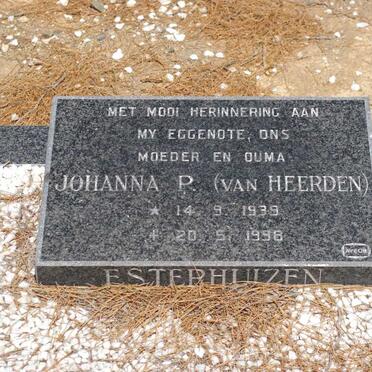 MET MOOI HERINNERING AAN
MY EGGENOTE, ONS
MOEDER EN OUMA
JOHANNA P. (VAN HEERDEN)
★ 14. 9. 1939
✝ 20. 5. 1998
ESTERHUIZEN